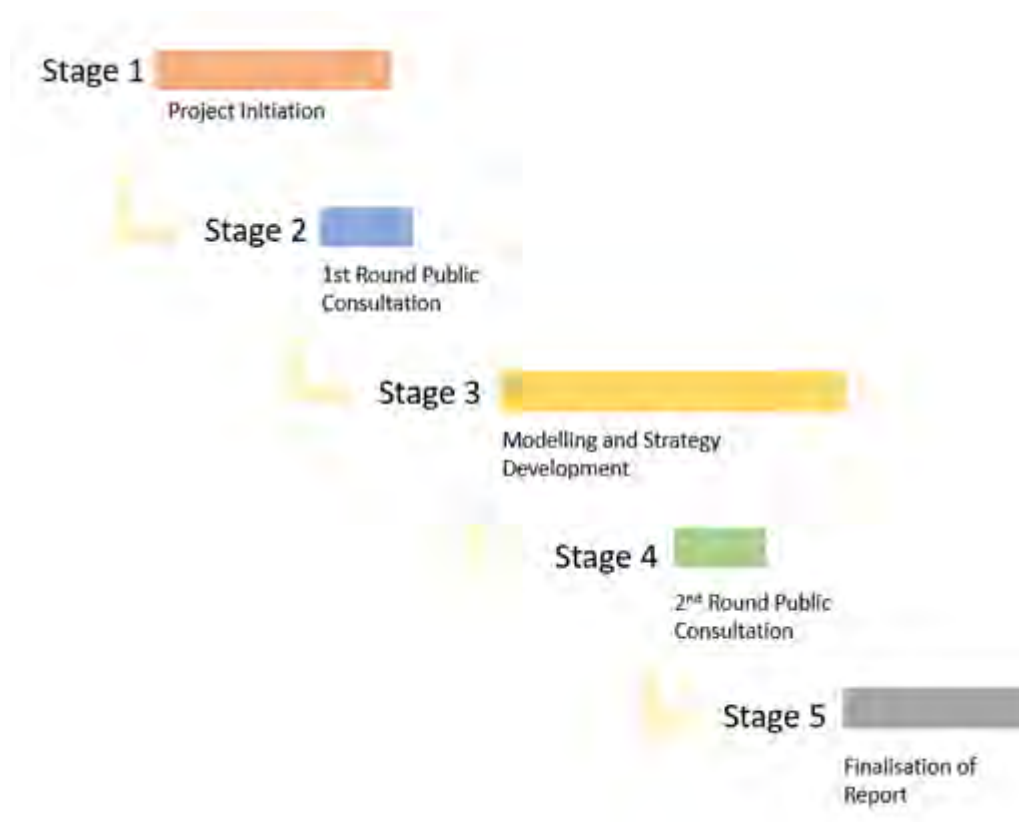 Stage 1
Project Initiation
Stage 2
1st Round Public
Consultation
Stage 3
Modelling and Strategy
Development
Stage 4
2ⁿᵈ Round Public
Consultation
Stage 5
Finalisation of
Report